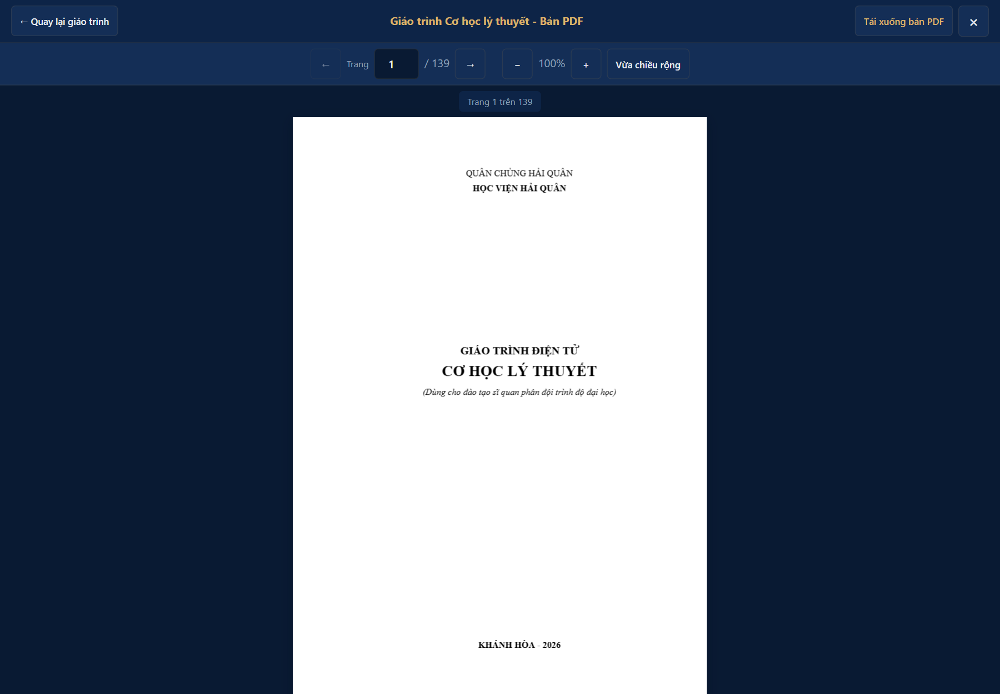 ← Quay lại giáo trình
Giáo trình Cơ học lý thuyết - Bản PDF
Tải xuống bản PDF
×
← Trang 1 / 139 → − 100% + Vừa chiều rộng
Trang 1 trên 139
QUÂN CHỦNG HẢI QUÂN
HỌC VIỆN HẢI QUÂN
GIÁO TRÌNH ĐIỆN TỬ
CƠ HỌC LÝ THUYẾT
(Dùng cho đào tạo sĩ quan phân đội trình độ đại học)
KHÁNH HÒA - 2026